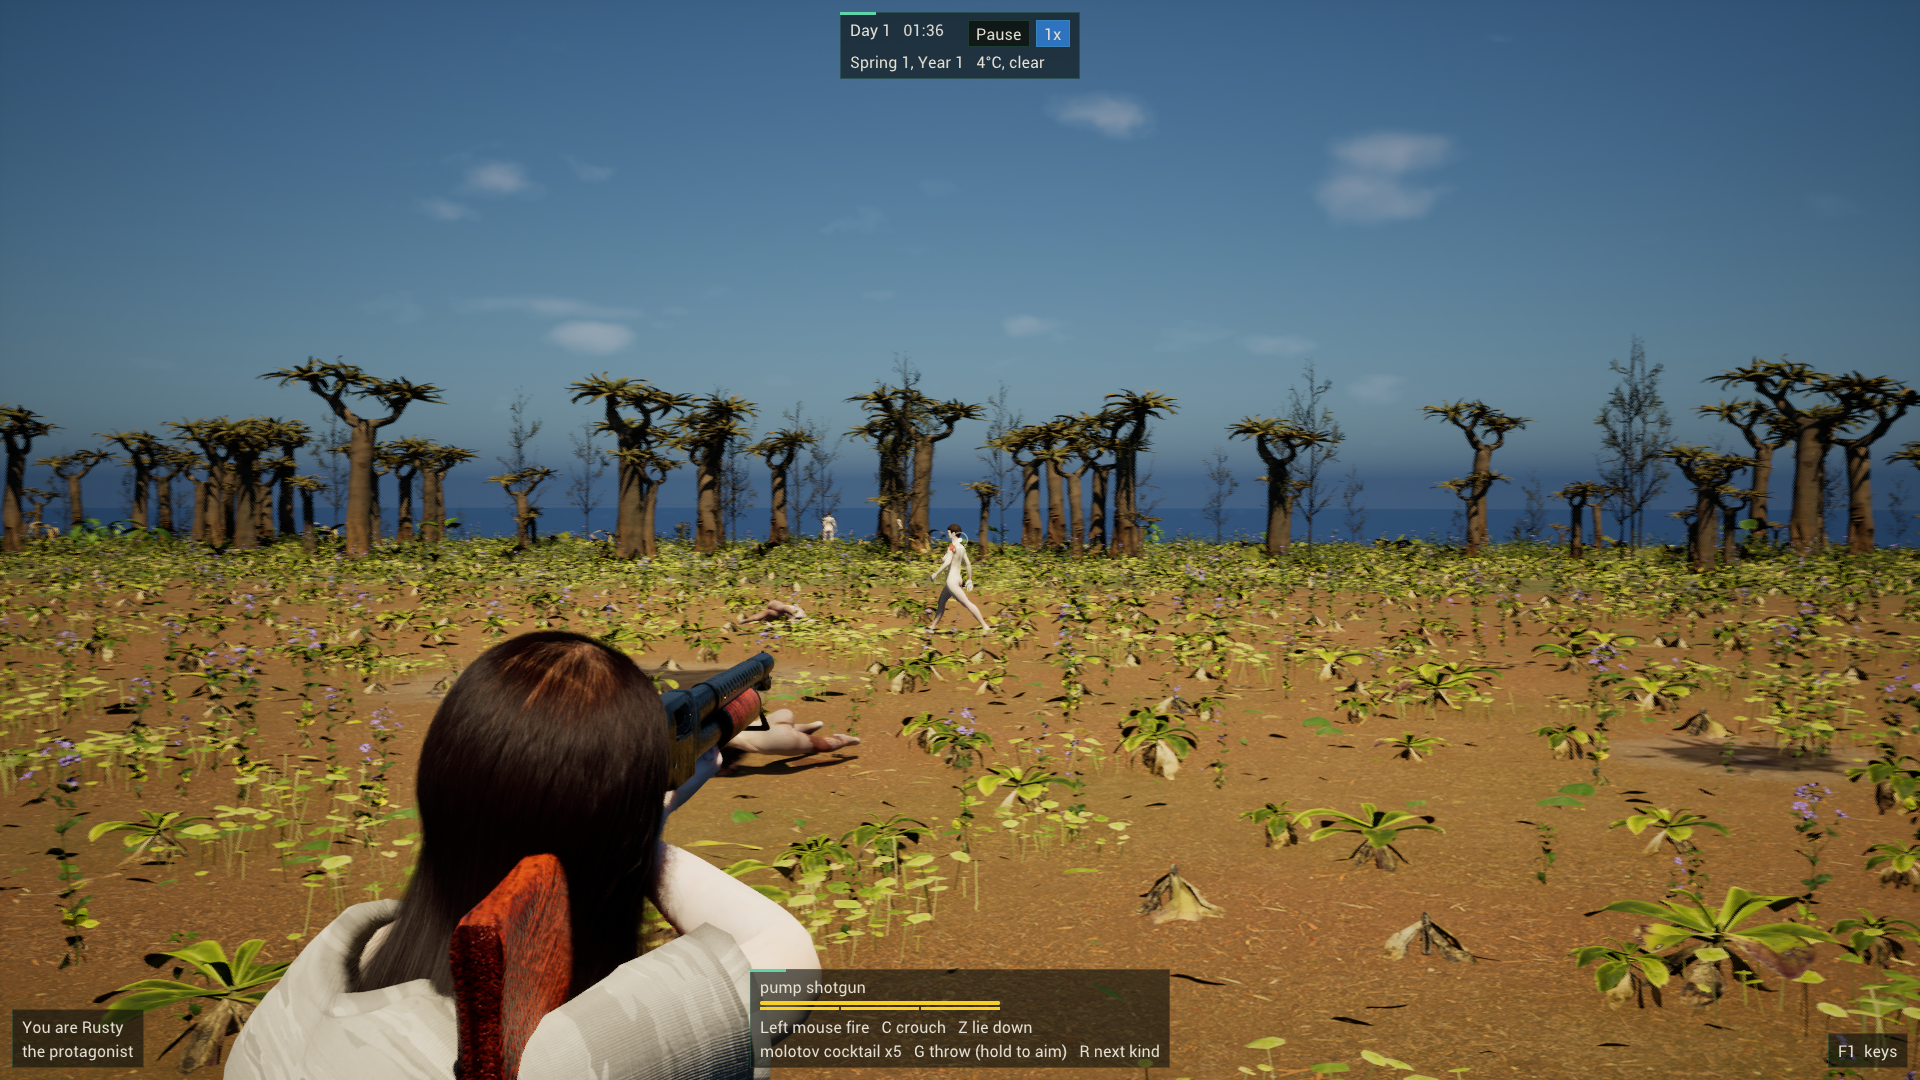 Day 1 01:36 Pause 1x
Spring 1, Year 1 4°C, clear
pump shotgun
Left mouse fire C crouch Z lie down
molotov cocktail x5 G throw (hold to aim) R next kind
You are Rusty
the protagonist
F1 keys